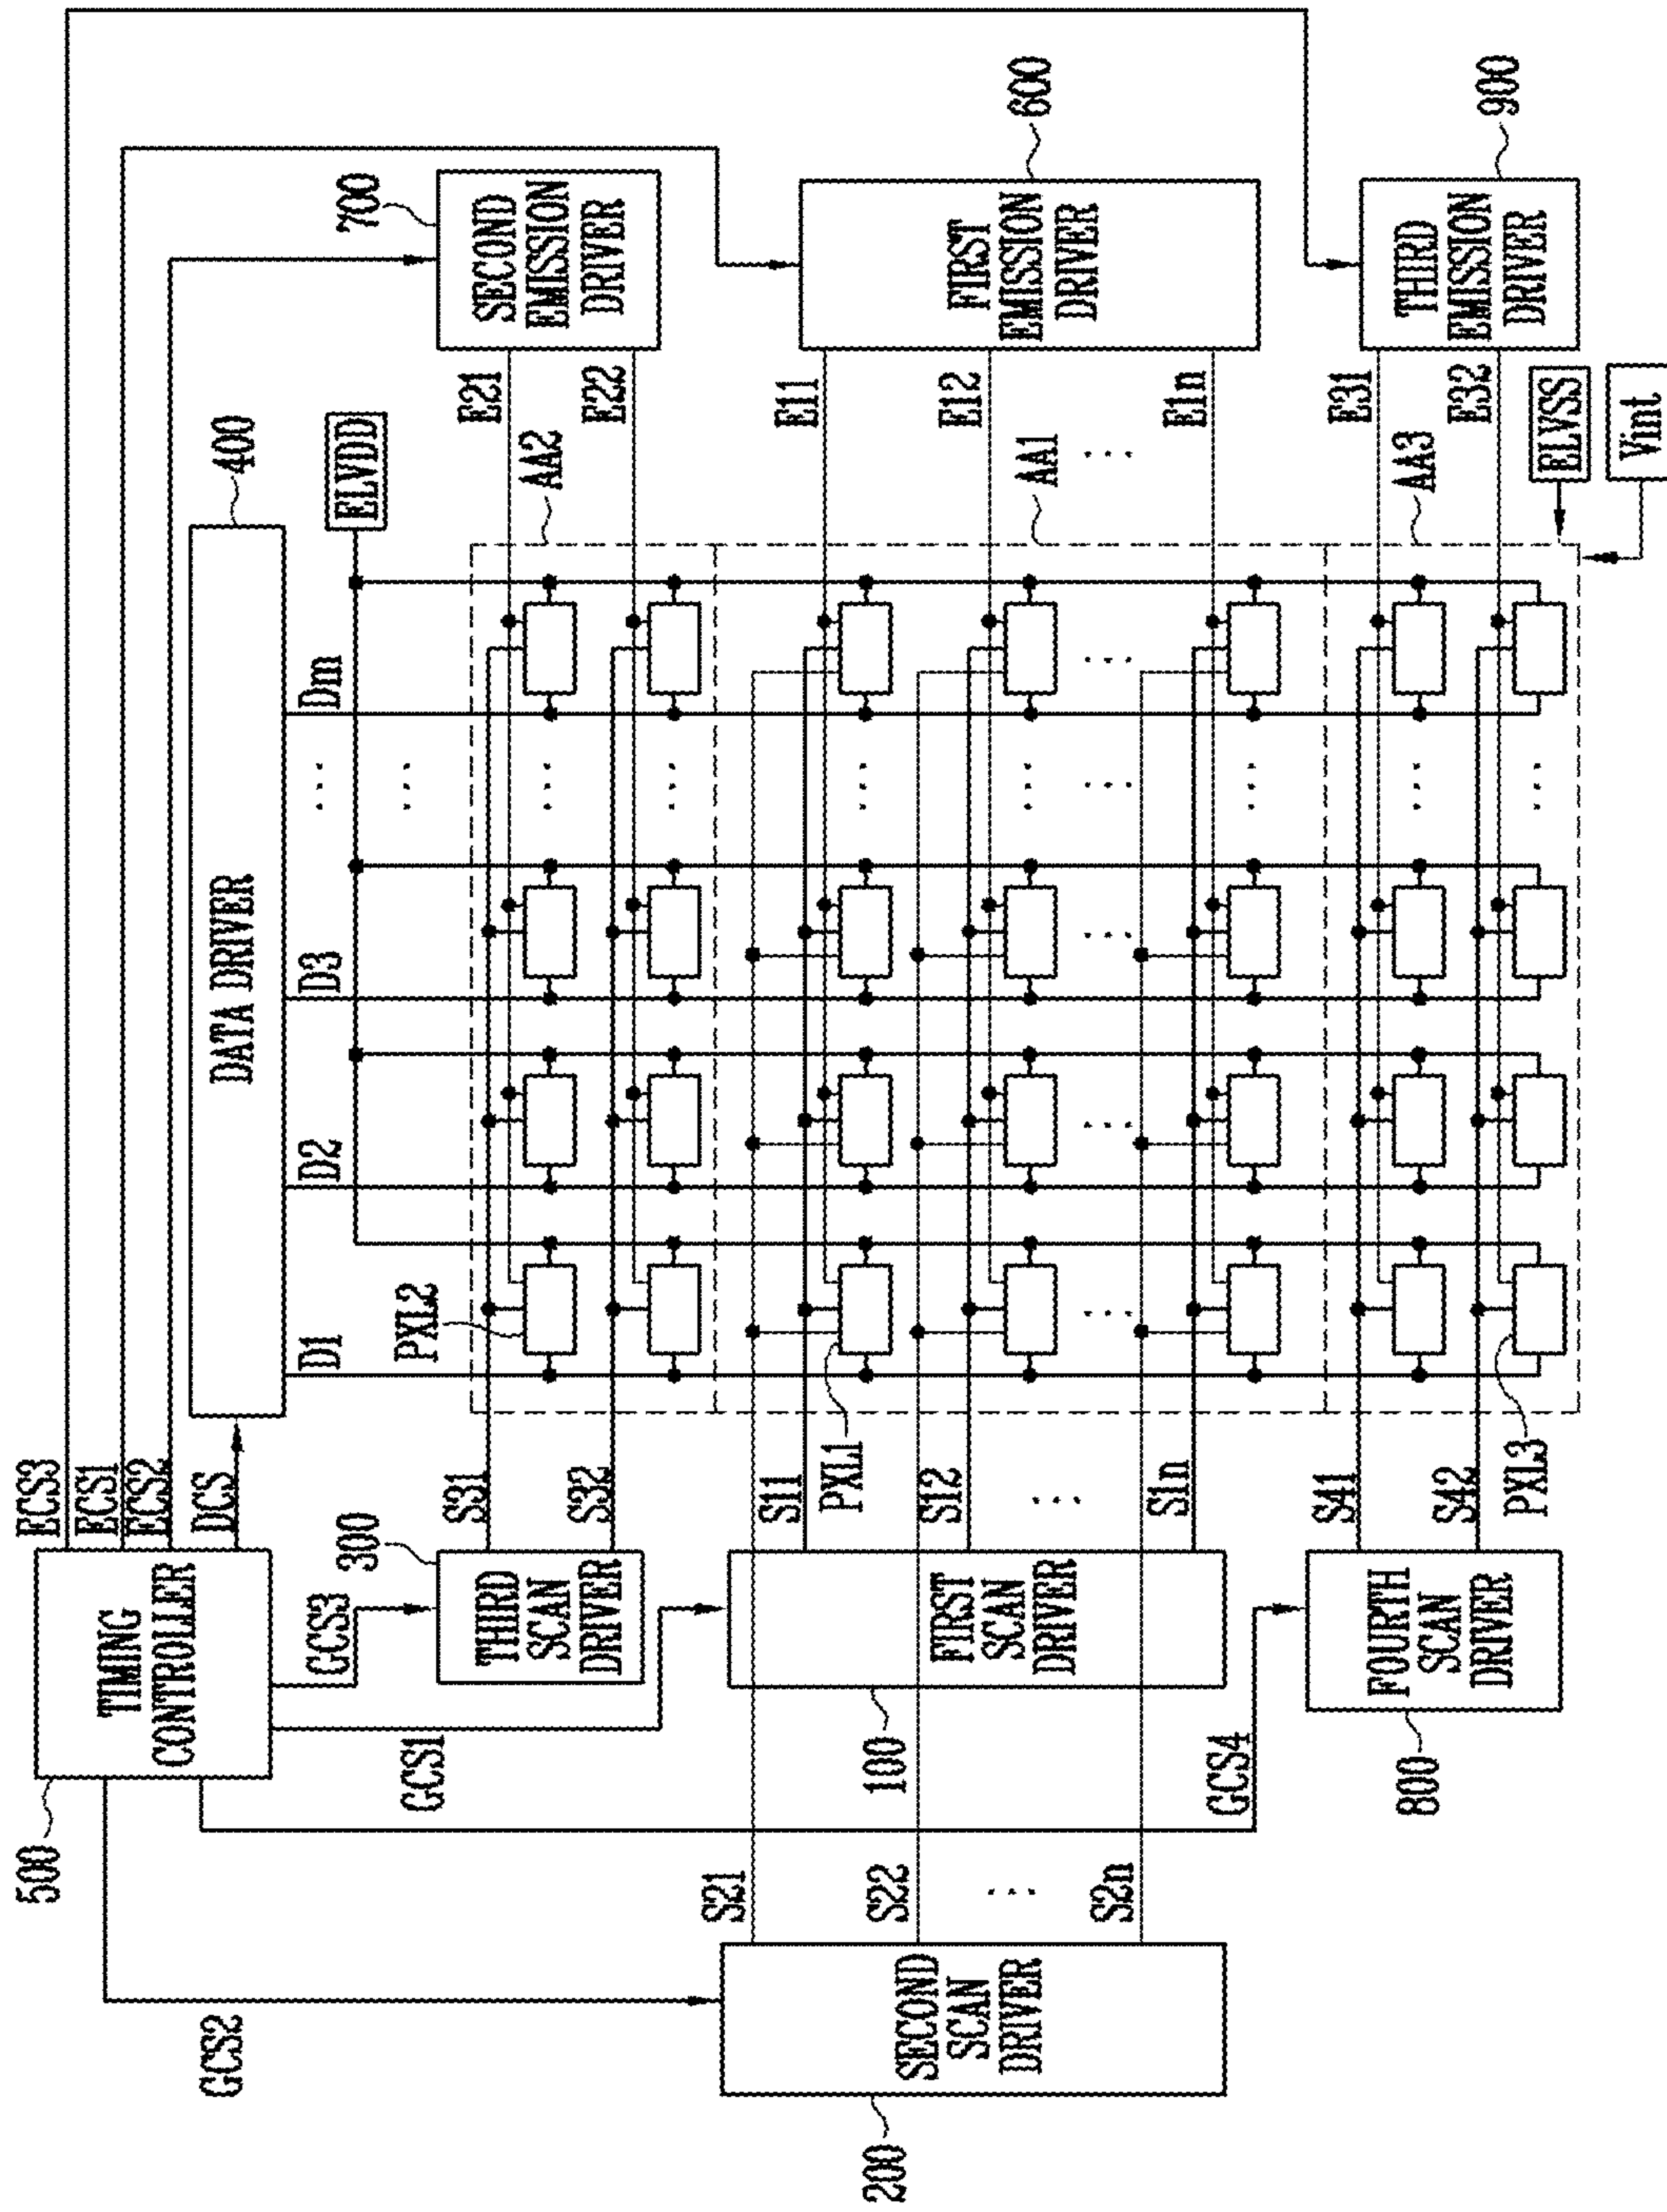 ECS3
ECS1
ECS2
DCS
500
TIMING
CONTROLLER
GCS2
GCS3
GCS1
GCS4
DATA DRIVER
400
D1
D2
D3
Dm
...
ELVDD
300
THIRD
SCAN
DRIVER
S31
S32
PXL2
AA2
E21
E22
700
SECOND
EMISSION
DRIVER
200
SECOND
SCAN
DRIVER
S21
S22
...
S2n
100
FIRST
SCAN
DRIVER
S11
S12
...
S1n
PXL1
AA1
E11
E12
...
E1n
600
FIRST
EMISSION
DRIVER
800
FOURTH
SCAN
DRIVER
S41
S42
PXL3
AA3
E31
E32
900
THIRD
EMISSION
DRIVER
ELVSS
Vint